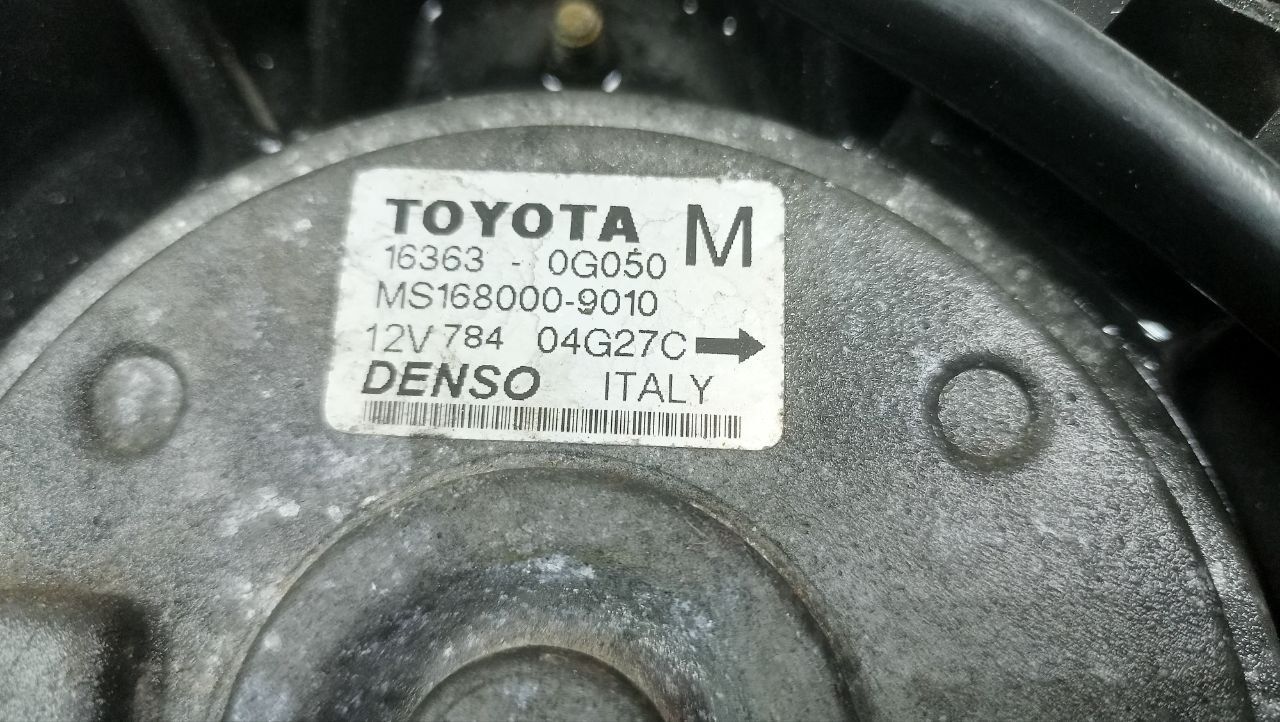 TOYOTA M
16363 - 0G050
MS168000-9010
12V 784 04G27C
DENSO ITALY